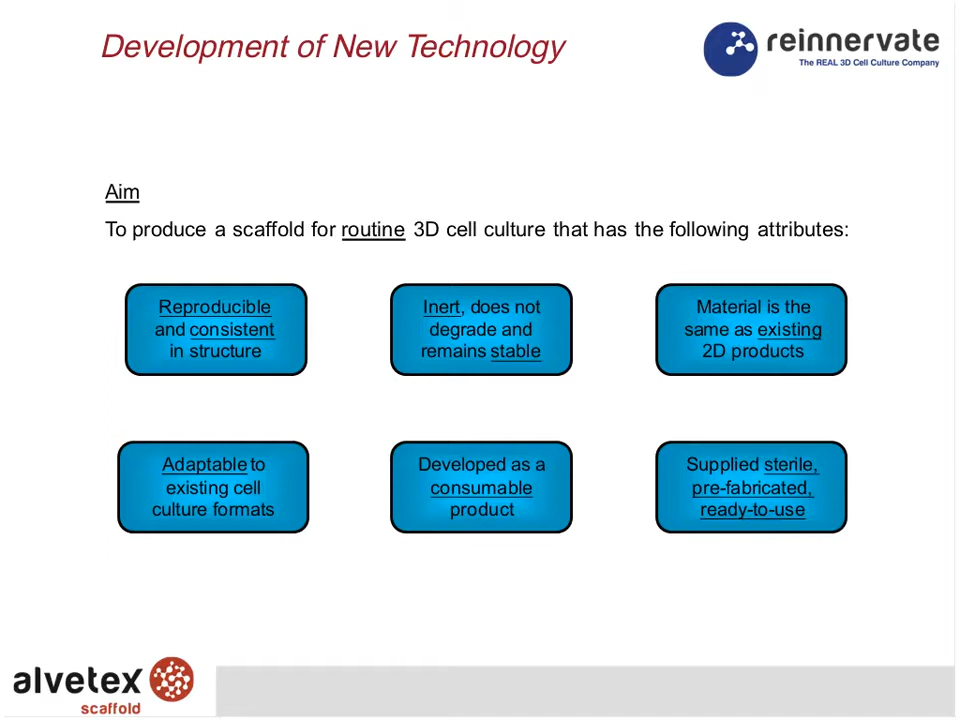 Development of New Technology
reinnervate
The REAL 3D Cell Culture Company
Aim
To produce a scaffold for routine 3D cell culture that has the following attributes:
Reproducible
and consistent
in structure
Inert, does not
degrade and
remains stable
Material is the
same as existing
2D products
Adaptable to
existing cell
culture formats
Developed as a
consumable
product
Supplied sterile,
pre-fabricated,
ready-to-use
alvetex
scaffold